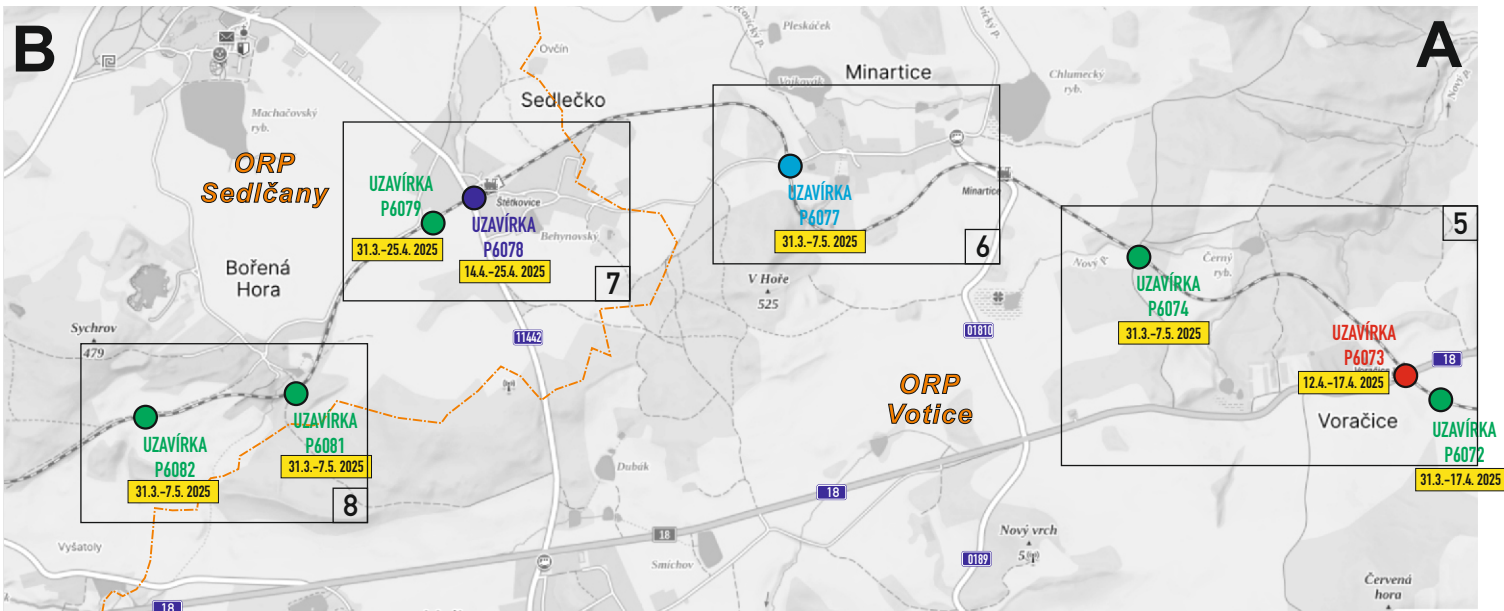 B
A
Ovčín
Pleskáček
Minartice
Chlumecký
ryb.
Nový p.
Machačovský
ryb.
Sedlečko
ORP
Sedlčany
UZAVÍRKA
P6079
31.3.–25.4. 2025
Štětkovice
UZAVÍRKA
P6078
14.4.–25.4. 2025
Behynovský
7
UZAVÍRKA
P6077
31.3.–7.5. 2025
Minartice
6
5
Nový p.
Černý
ryb.
UZAVÍRKA
P6074
31.3.–7.5. 2025
Bořená
Hora
V Hoře
525
11442
01810
UZAVÍRKA
P6073
12.4.–17.4. 2025
18
Voračice
UZAVÍRKA
P6072
31.3.–17.4. 2025
Sychrov
479
ORP
Votice
UZAVÍRKA
P6082
31.3.–7.5. 2025
UZAVÍRKA
P6081
31.3.–7.5. 2025
8
Dubák
18
18
Smíchov
Nový vrch
0189
Vyšatoly
Červená
hora
18